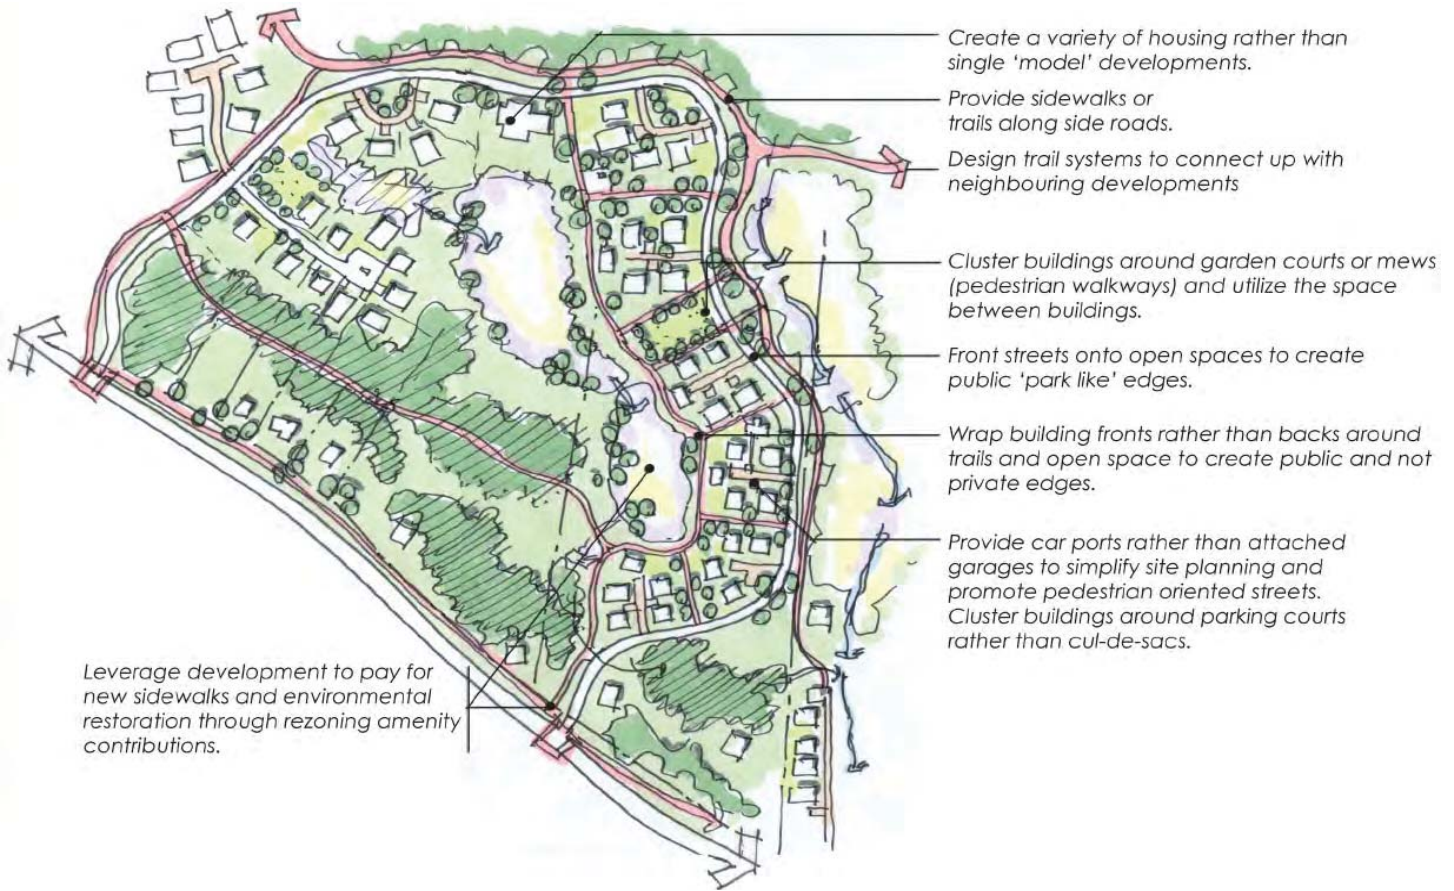 Create a variety of housing rather than
single ‘model’ developments.
Provide sidewalks or
trails along side roads.
Design trail systems to connect up with
neighbouring developments
Cluster buildings around garden courts or mews
(pedestrian walkways) and utilize the space
between buildings.
Front streets onto open spaces to create
public ‘park like’ edges.
Wrap building fronts rather than backs around
trails and open space to create public and not
private edges.
Provide car ports rather than attached
garages to simplify site planning and
promote pedestrian oriented streets.
Cluster buildings around parking courts
rather than cul-de-sacs.
Leverage development to pay for
new sidewalks and environmental
restoration through rezoning amenity
contributions.